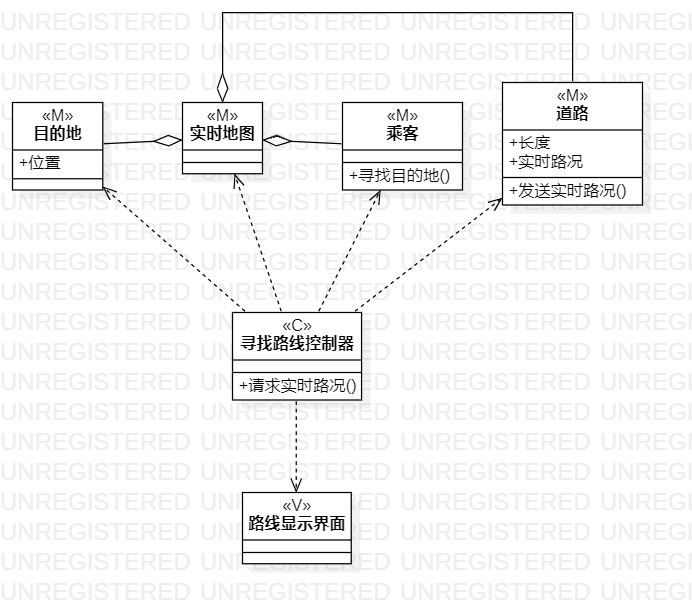 «M»
目的地
+位置
«M»
实时地图
«M»
乘客
+寻找目的地()
«M»
道路
+长度
+实时路况
+发送实时路况()
«C»
寻找路线控制器
+请求实时路况()
«V»
路线显示界面
UNREGISTERED